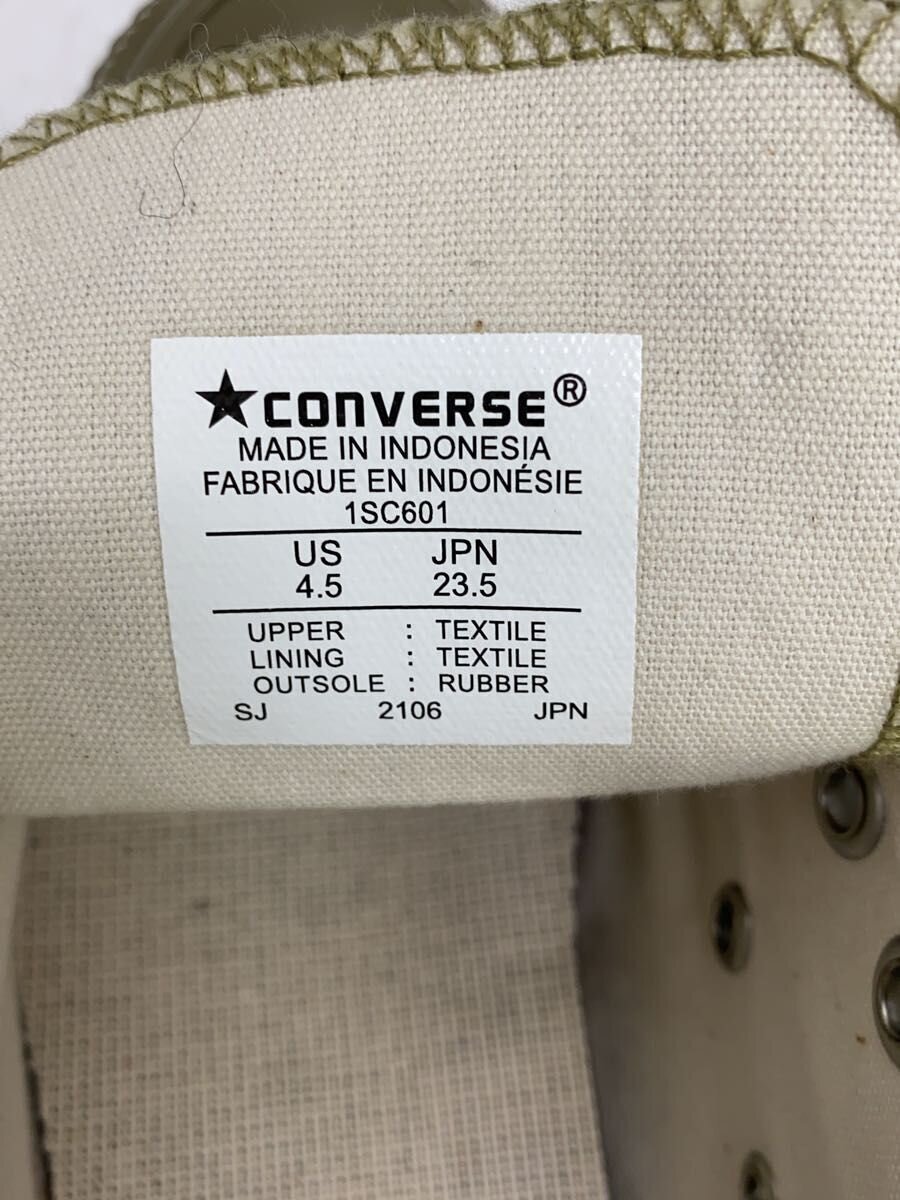 ★CONVERSE®
MADE IN INDONESIA
FABRIQUE EN INDONÉSIE
1SC601
US JPN
4.5 23.5
UPPER : TEXTILE
LINING : TEXTILE
OUTSOLE : RUBBER
SJ 2106 JPN